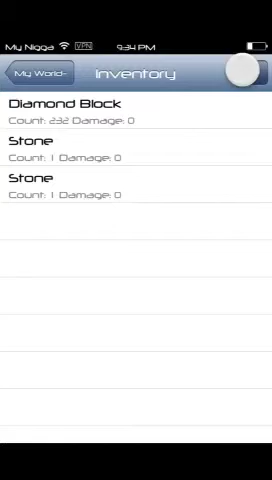 My Nigga VPN 9:34 PM
My World- Inventory
Diamond Block
Count: 232 Damage: 0
Stone
Count: 1 Damage: 0
Stone
Count: 1 Damage: 0